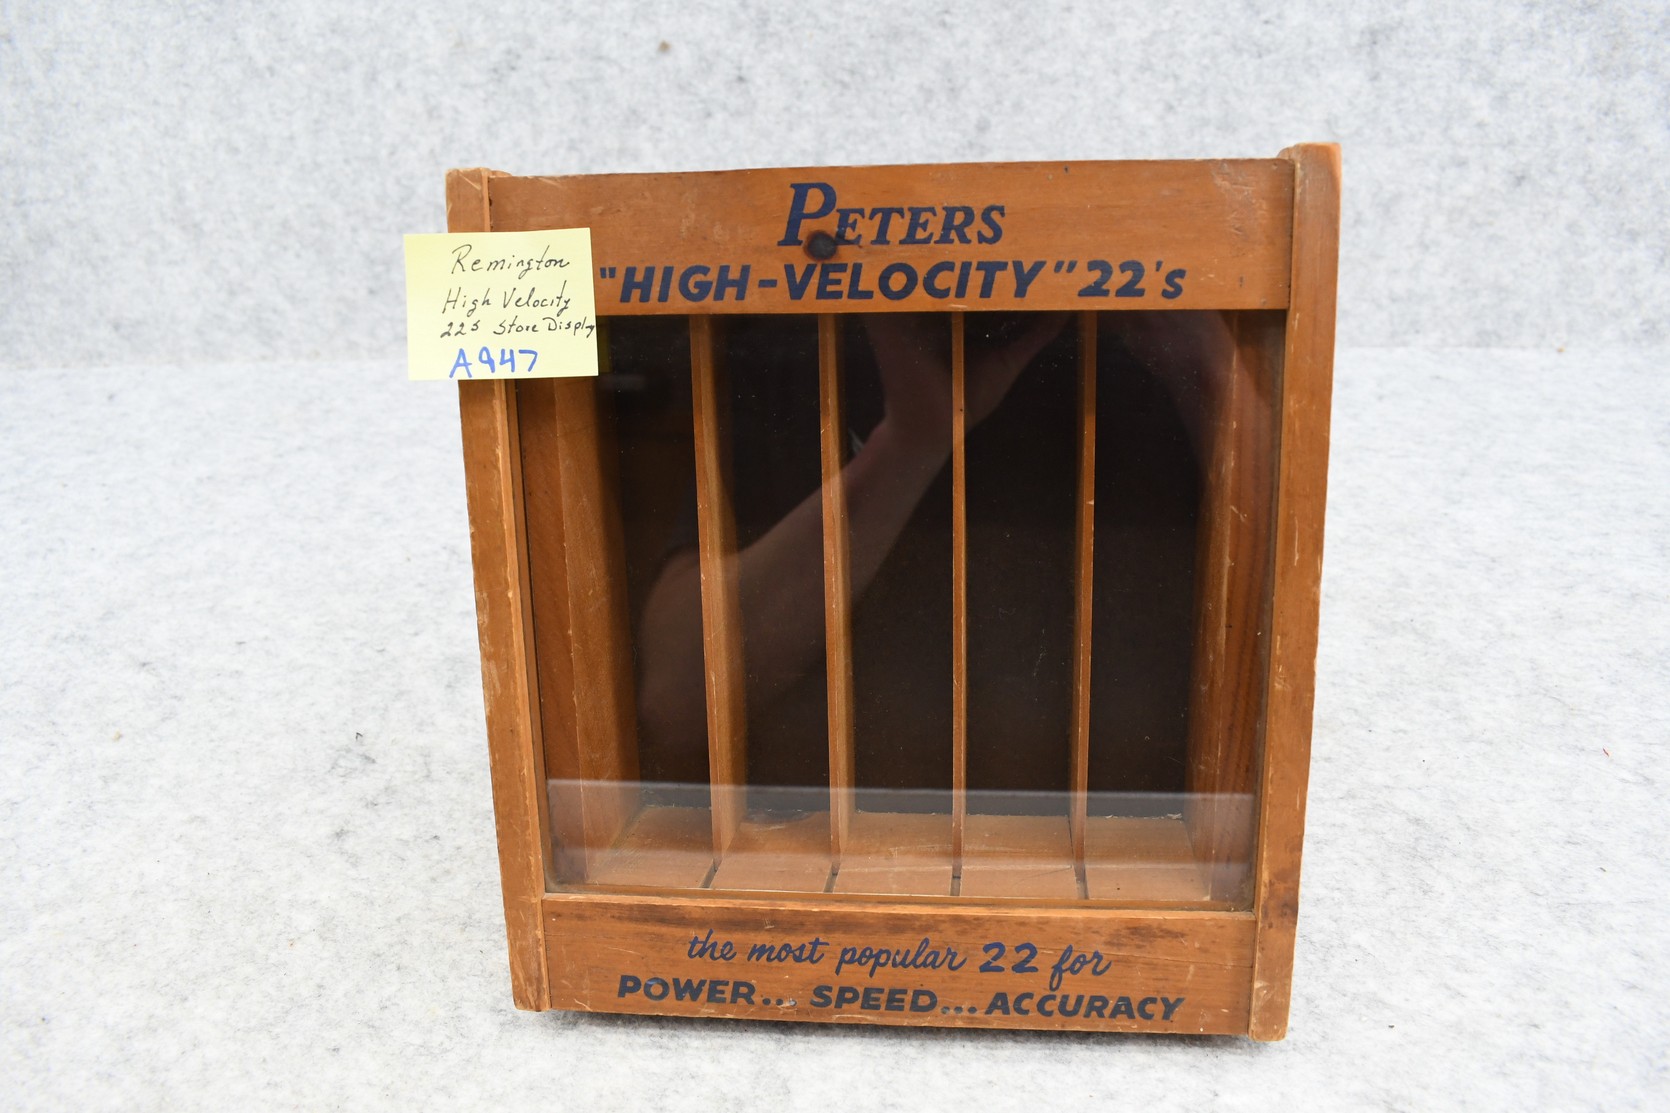 Remington
High Velocity
22s Store Display
A947
PETERS
"HIGH-VELOCITY" 22's
the most popular 22 for
POWER... SPEED... ACCURACY